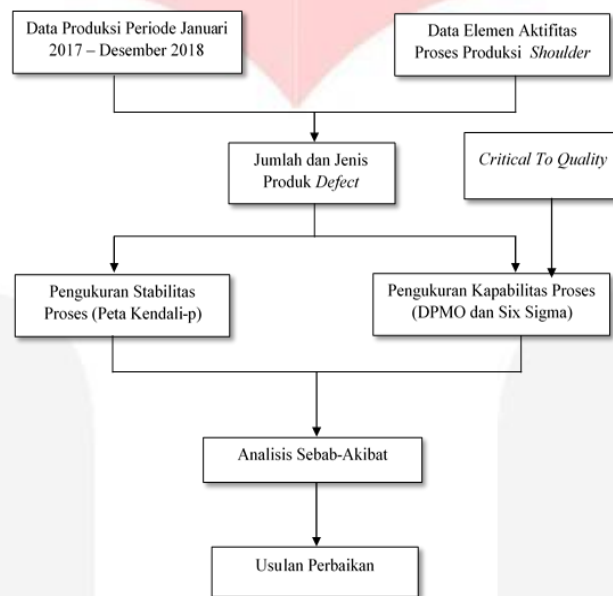 Data Produksi Periode Januari
2017 – Desember 2018
Data Elemen Aktifitas
Proses Produksi Shoulder
Jumlah dan Jenis
Produk Defect
Critical To Quality
Pengukuran Stabilitas
Proses (Peta Kendali-p)
Pengukuran Kapabilitas Proses
(DPMO dan Six Sigma)
Analisis Sebab-Akibat
Usulan Perbaikan